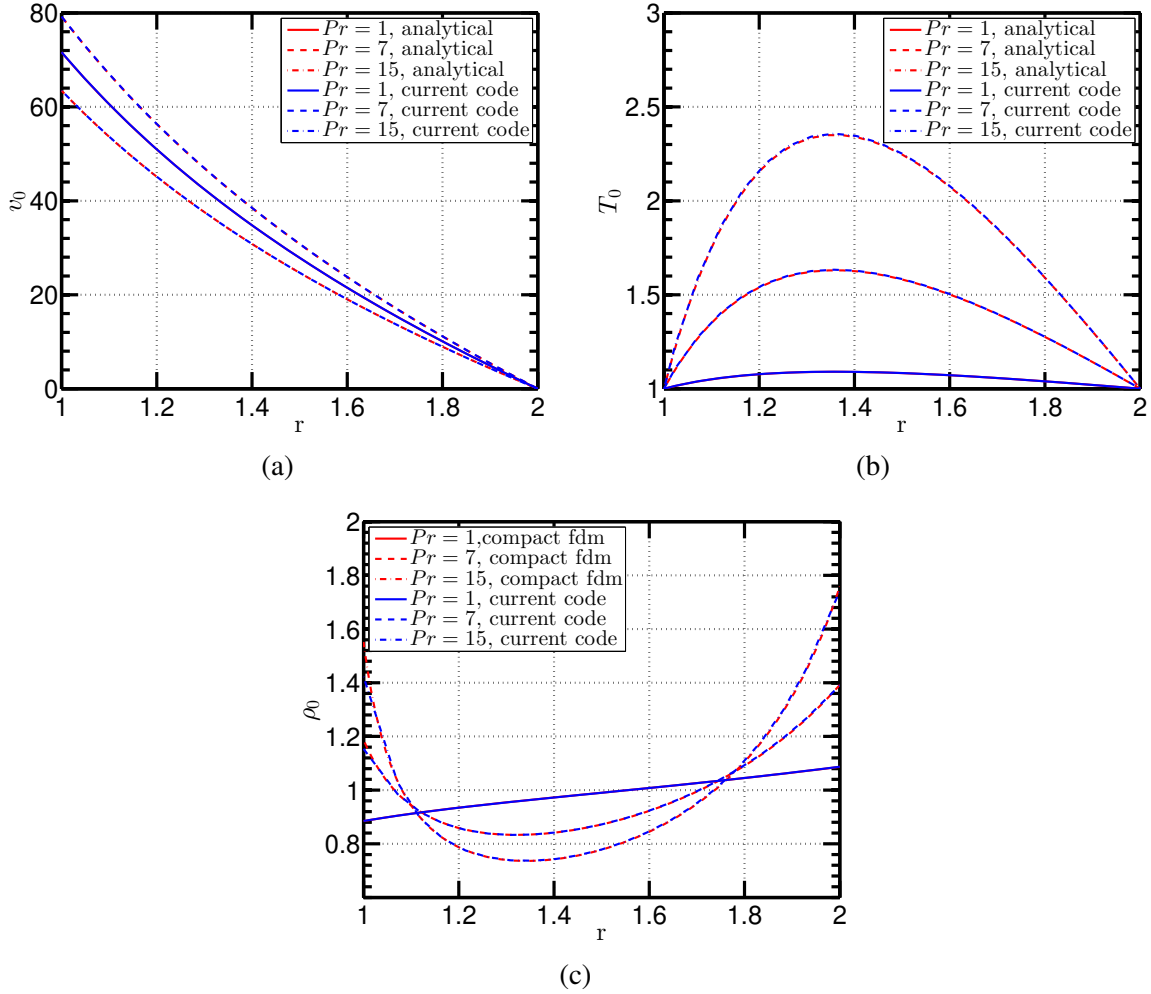 80
60
40
20
0
v₀
1
1.2
1.4
1.6
1.8
2
r
Pr = 1, analytical
Pr = 7, analytical
Pr = 15, analytical
Pr = 1, current code
Pr = 7, current code
Pr = 15, current code
(a)
3
2.5
2
1.5
1
T₀
1
1.2
1.4
1.6
1.8
2
r
Pr = 1, analytical
Pr = 7, analytical
Pr = 15, analytical
Pr = 1, current code
Pr = 7, current code
Pr = 15, current code
(b)
2
1.8
1.6
1.4
1.2
1
0.8
ρ₀
1
1.2
1.4
1.6
1.8
2
r
Pr = 1,compact fdm
Pr = 7, compact fdm
Pr = 15, compact fdm
Pr = 1, current code
Pr = 7, current code
Pr = 15, current code
(c)